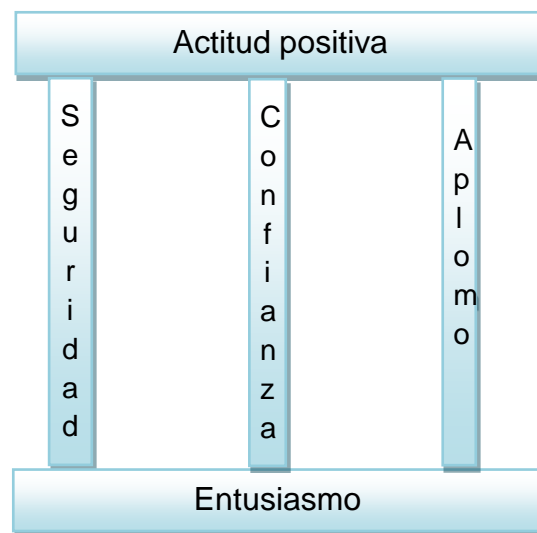 Actitud positiva
Seguridad
Confianza
Aplomo
Entusiasmo